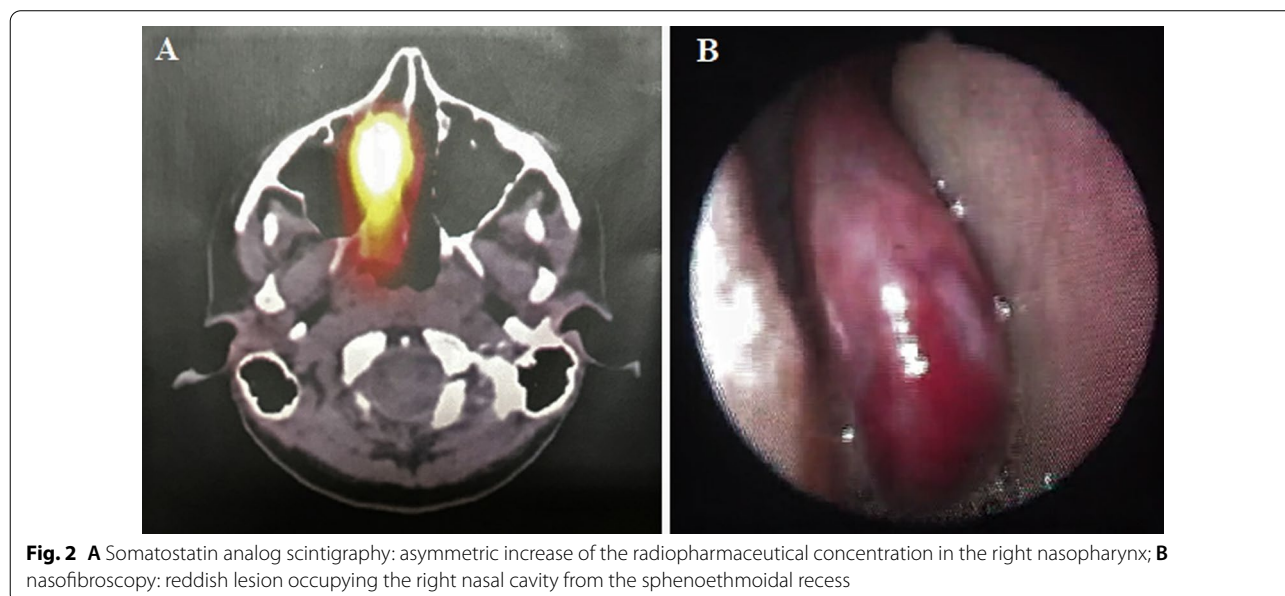 A
B
Fig. 2 A Somatostatin analog scintigraphy: asymmetric increase of the radiopharmaceutical concentration in the right nasopharynx; B
nasofibroscopy: reddish lesion occupying the right nasal cavity from the sphenoethmoidal recess